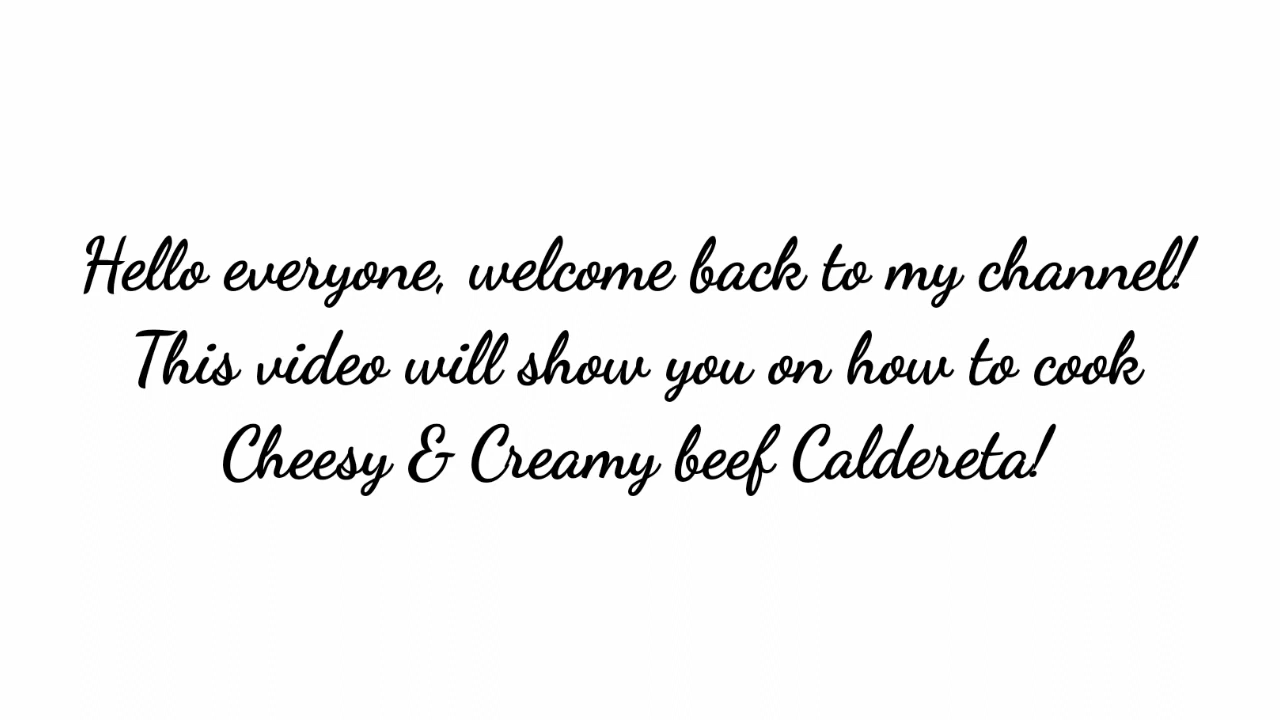 Hello everyone, welcome back to my channel!
This video will show you on how to cook
Cheesy & Creamy beef Caldereta!